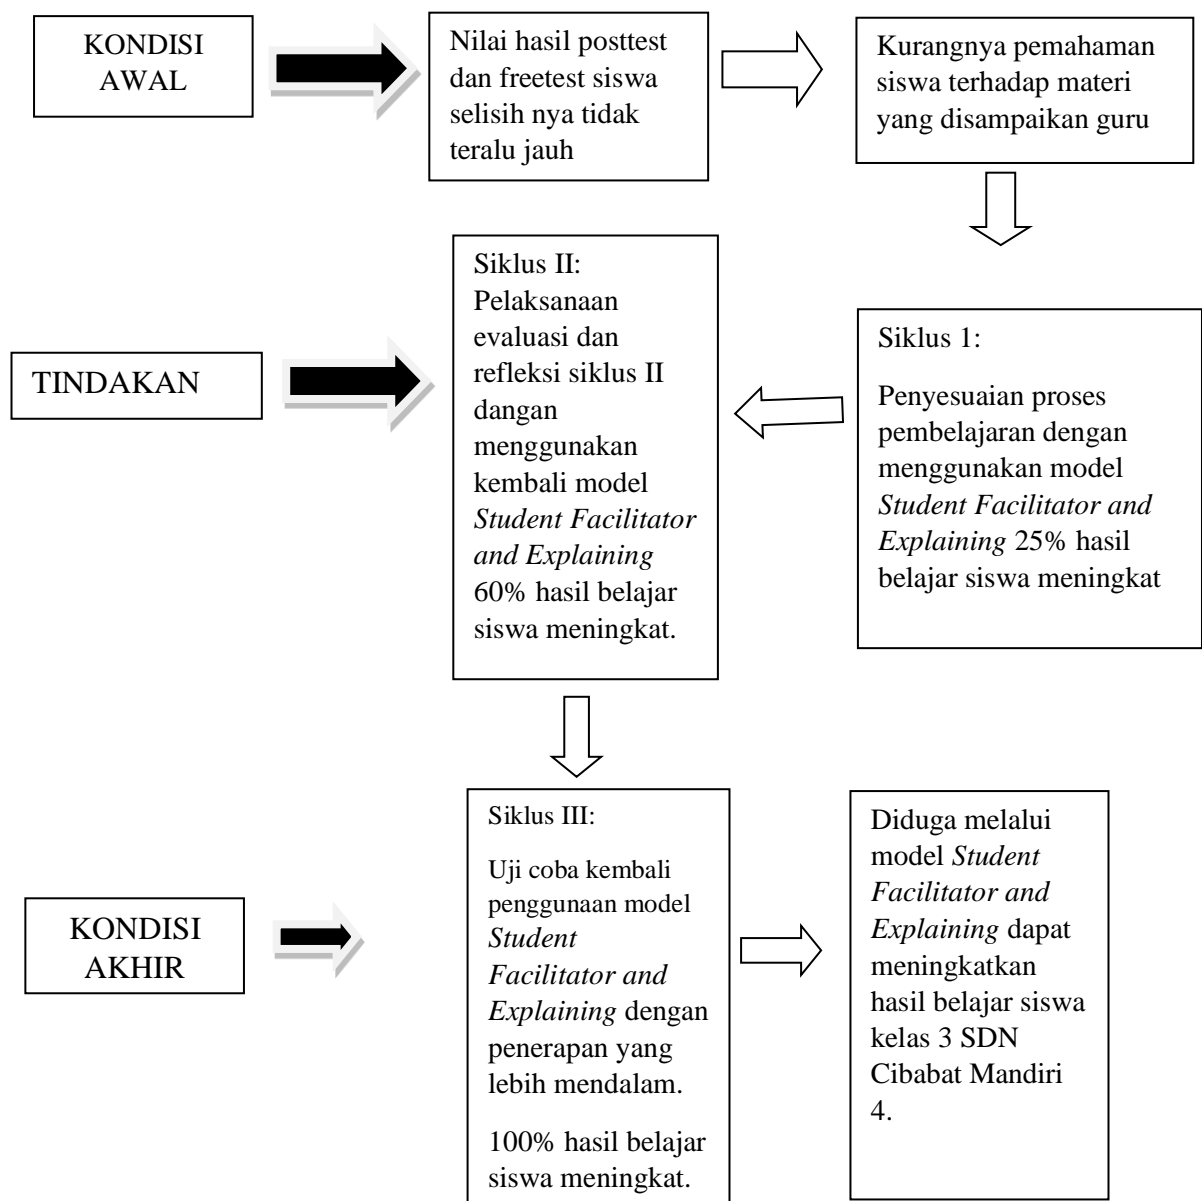 KONDISI
AWAL
Nilai hasil posttest
dan freetest siswa
selisih nya tidak
teralu jauh
Kurangnya pemahaman
siswa terhadap materi
yang disampaikan guru
TINDAKAN
Siklus II:
Pelaksanaan
evaluasi dan
refleksi siklus II
dangan
menggunakan
kembali model
Student Facilitator
and Explaining
60% hasil belajar
siswa meningkat.
Siklus 1:
Penyesuaian proses
pembelajaran dengan
menggunakan model
Student Facilitator and
Explaining 25% hasil
belajar siswa meningkat
KONDISI
AKHIR
Siklus III:
Uji coba kembali
penggunaan model
Student
Facilitator and
Explaining dengan
penerapan yang
lebih mendalam.
100% hasil belajar
siswa meningkat.
Diduga melalui
model Student
Facilitator and
Explaining dapat
meningkatkan
hasil belajar siswa
kelas 3 SDN
Cibabat Mandiri
4.